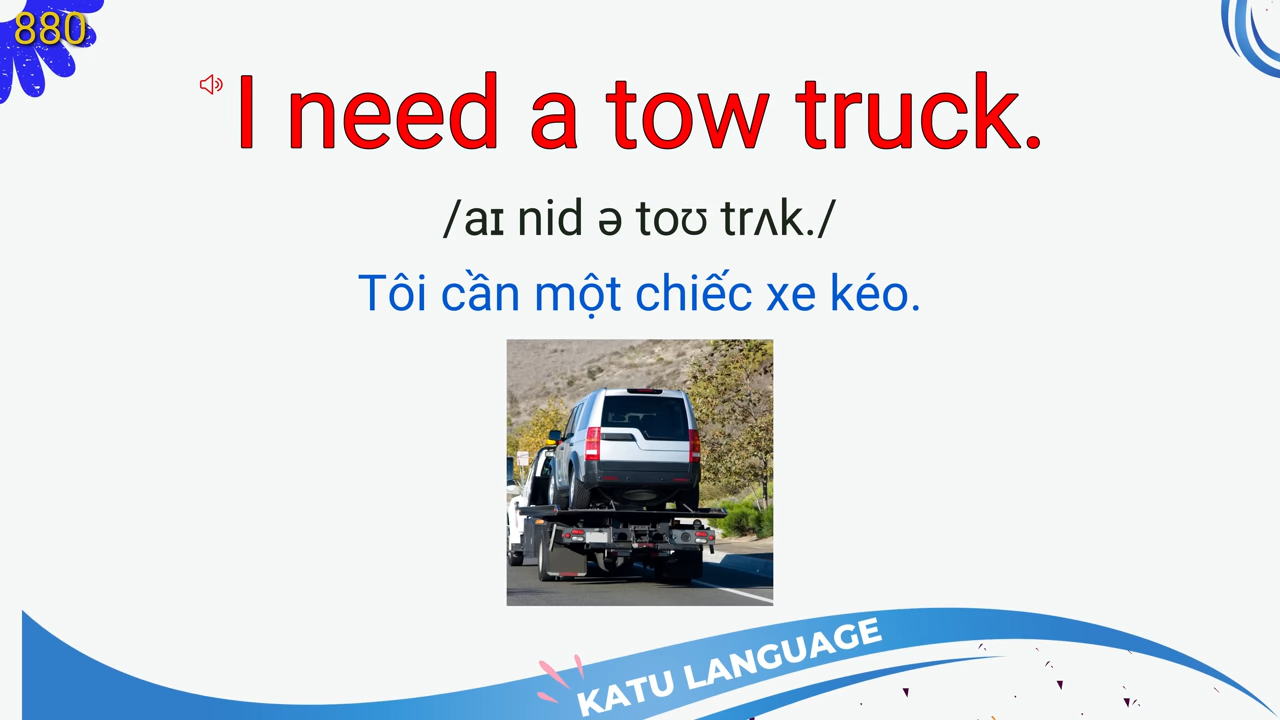 880
I need a tow truck.
/aɪ nid ə toʊ trʌk./
Tôi cần một chiếc xe kéo.
KATU LANGUAGE